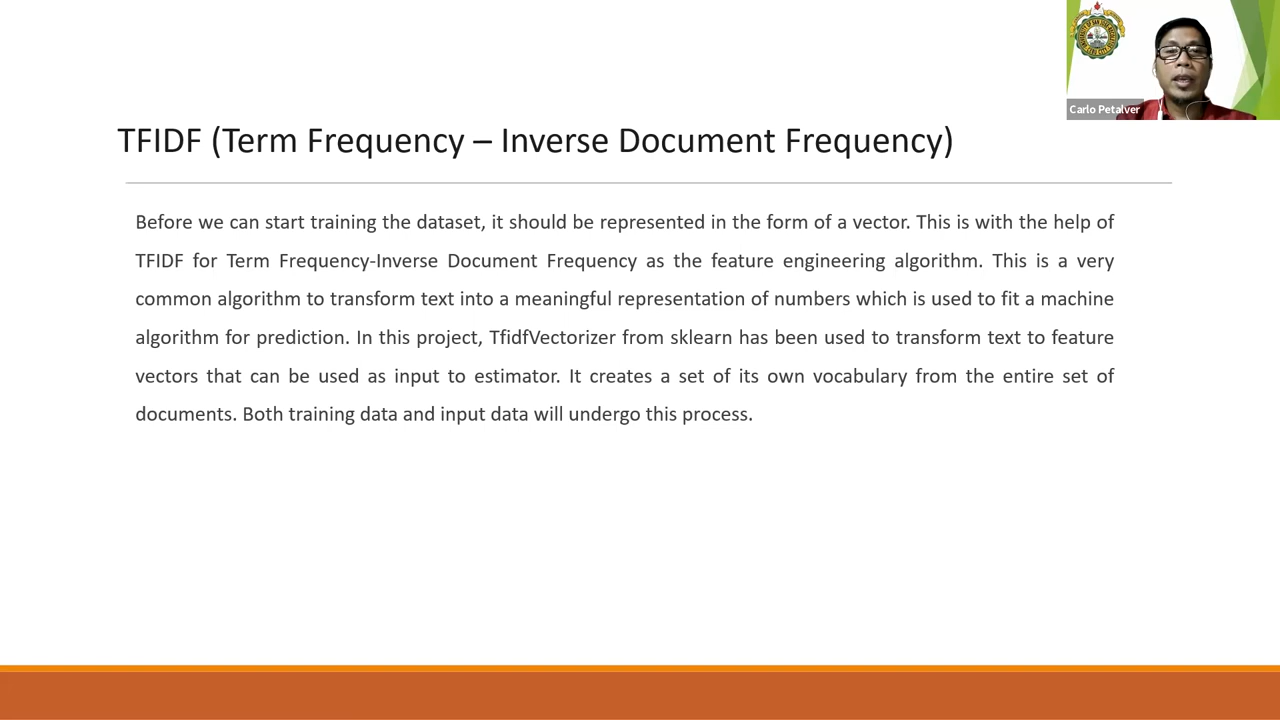 Carlo Petalver
TFIDF (Term Frequency – Inverse Document Frequency)
Before we can start training the dataset, it should be represented in the form of a vector. This is with the help of
TFIDF for Term Frequency-Inverse Document Frequency as the feature engineering algorithm. This is a very
common algorithm to transform text into a meaningful representation of numbers which is used to fit a machine
algorithm for prediction. In this project, TfidfVectorizer from sklearn has been used to transform text to feature
vectors that can be used as input to estimator. It creates a set of its own vocabulary from the entire set of
documents. Both training data and input data will undergo this process.